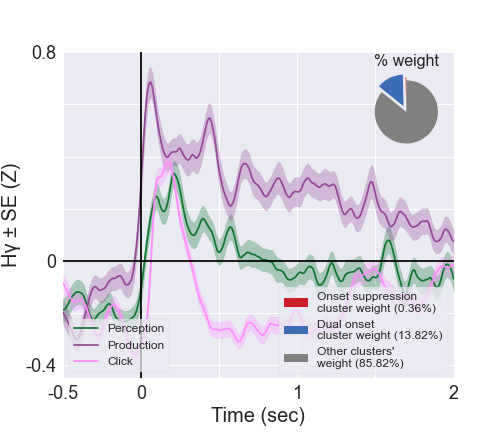 % weight
0.8
0
-0.4
Hγ ± SE (Z)
Perception
Production
Click
Onset suppression
cluster weight (0.36%)
Dual onset
cluster weight (13.82%)
Other clusters'
weight (85.82%)
-0.5
0
1
2
Time (sec)